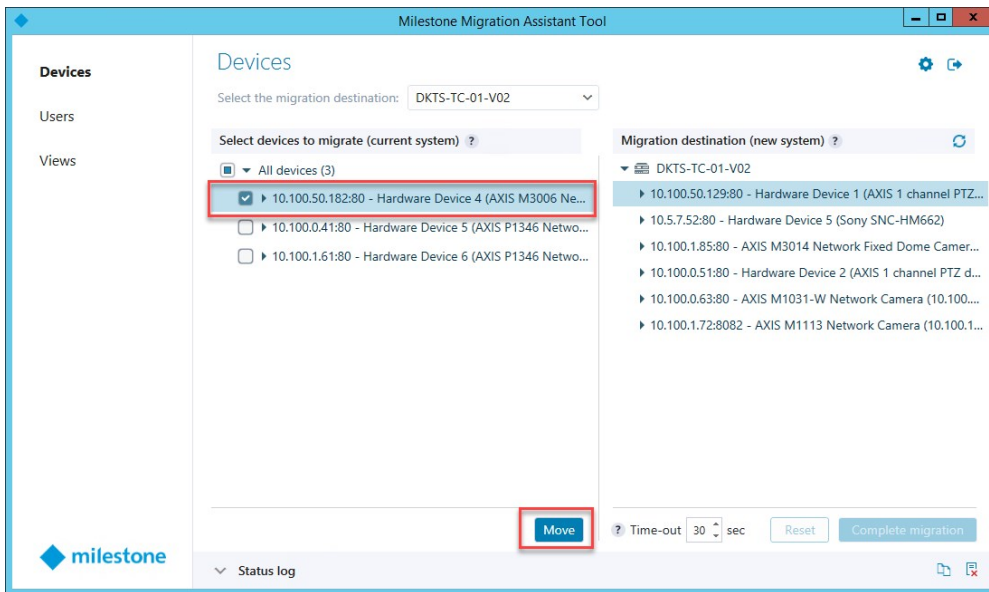 Milestone Migration Assistant Tool
Devices
Users
Views
milestone
Devices
Select the migration destination: DKTS-TC-01-V02
Select devices to migrate (current system) ?
All devices (3)
10.100.50.182:80 - Hardware Device 4 (AXIS M3006 Ne...
10.100.0.41:80 - Hardware Device 5 (AXIS P1346 Netwo...
10.100.1.61:80 - Hardware Device 6 (AXIS P1346 Netwo...
Move
Migration destination (new system) ?
DKTS-TC-01-V02
10.100.50.129:80 - Hardware Device 1 (AXIS 1 channel PTZ...
10.5.7.52:80 - Hardware Device 5 (Sony SNC-HM662)
10.100.1.85:80 - AXIS M3014 Network Fixed Dome Camer...
10.100.0.51:80 - Hardware Device 2 (AXIS 1 channel PTZ d...
10.100.0.63:80 - AXIS M1031-W Network Camera (10.100....
10.100.1.72:8082 - AXIS M1113 Network Camera (10.100.1...
? Time-out 30 sec Reset Complete migration
Status log